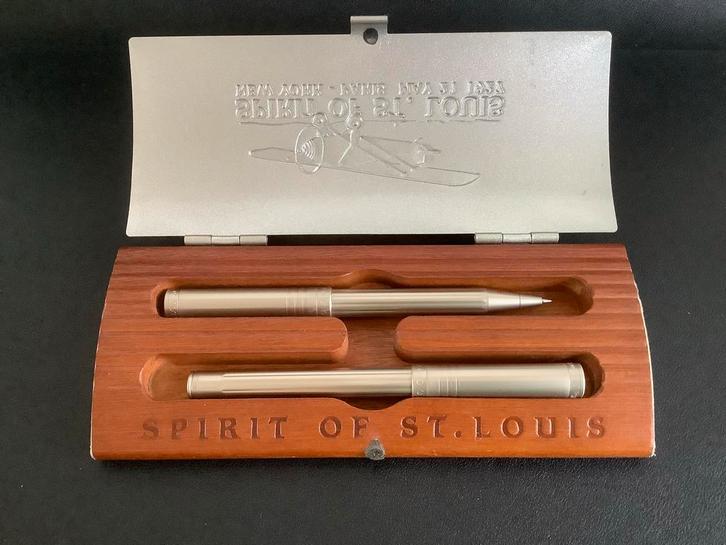 NEW YORK - PARIS MAY 21 1927
SPIRIT OF ST. LOUIS
SPIRIT OF ST. LOUIS